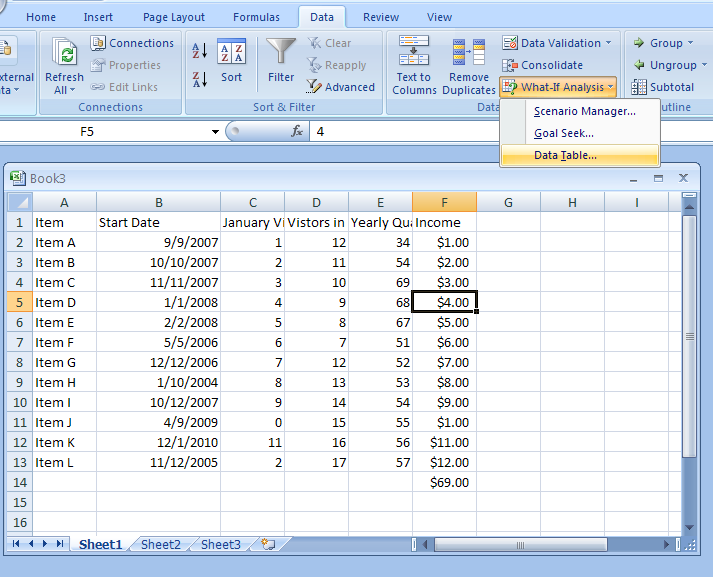 Home Insert Page Layout Formulas Data Review View
Connections
Properties
Edit Links
Refresh All
Connections
Sort
Filter
Clear
Reapply
Advanced
Sort & Filter
Text to Columns
Remove Duplicates
Data Validation
Consolidate
What-If Analysis
Group
Ungroup
Subtotal
Scenario Manager...
Goal Seek...
Data Table...
F5 fx 4
Book3
A B C D E F G H I
1 Item Start Date January Vi Vistors in Yearly Qua Income
2 Item A 9/9/2007 1 12 34 $1.00
3 Item B 10/10/2007 2 11 54 $2.00
4 Item C 11/11/2007 3 10 69 $3.00
5 Item D 1/1/2008 4 9 68 $4.00
6 Item E 2/2/2008 5 8 67 $5.00
7 Item F 5/5/2006 6 7 51 $6.00
8 Item G 12/12/2006 7 12 52 $7.00
9 Item H 1/10/2004 8 13 53 $8.00
10 Item I 10/12/2007 9 14 54 $9.00
11 Item J 4/9/2009 0 15 55 $1.00
12 Item K 12/1/2010 11 16 56 $11.00
13 Item L 11/12/2005 2 17 57 $12.00
14 $69.00
15
16
Sheet1 Sheet2 Sheet3